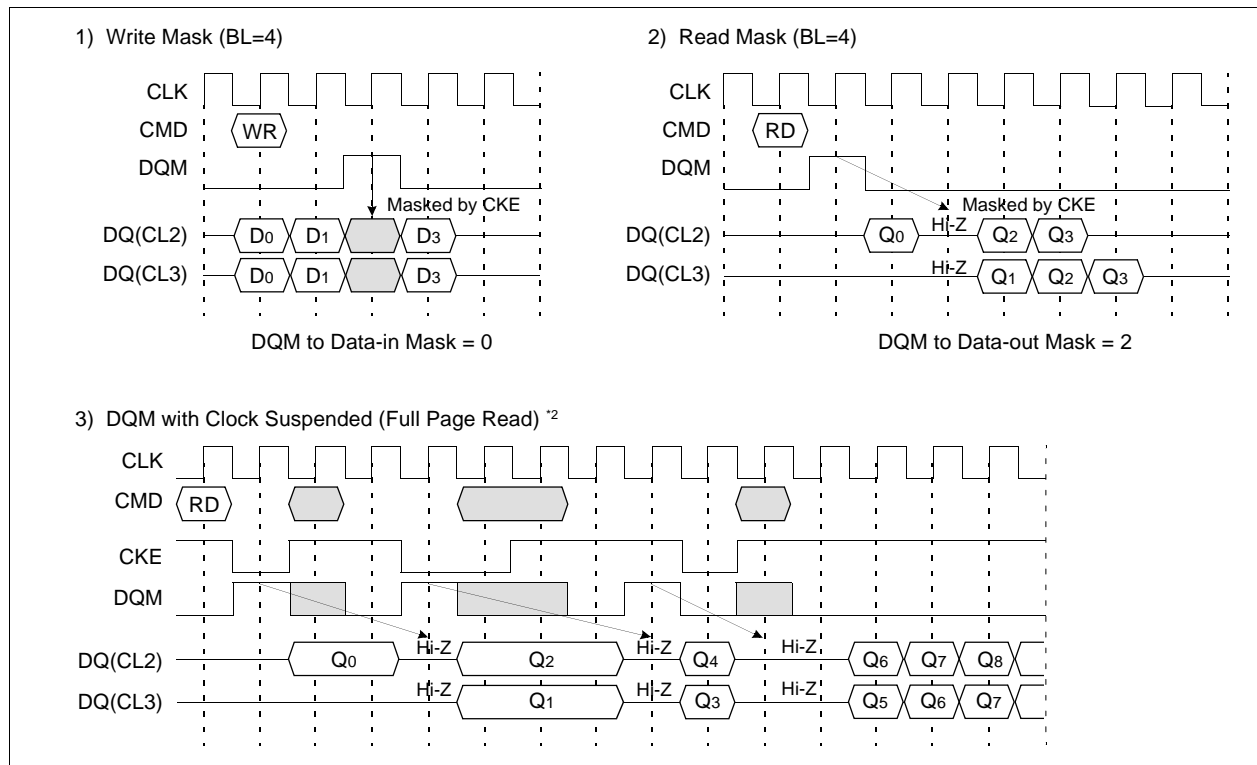 1) Write Mask (BL=4)
2) Read Mask (BL=4)
CLK
CMD
WR
DQM
Masked by CKE
DQ(CL2)
D0 D1 D3
DQ(CL3)
D0 D1 D3
DQM to Data-in Mask = 0
CLK
CMD
RD
DQM
Masked by CKE
DQ(CL2)
Q0 Hi-Z Q2 Q3
DQ(CL3)
Hi-Z Q1 Q2 Q3
DQM to Data-out Mask = 2
3) DQM with Clock Suspended (Full Page Read) *2
CLK
CMD
RD
CKE
DQM
DQ(CL2)
Q0 Hi-Z Q2 Hi-Z Q4 Hi-Z Q6 Q7 Q8
DQ(CL3)
Hi-Z Q1 Hi-Z Q3 Hi-Z Q5 Q6 Q7